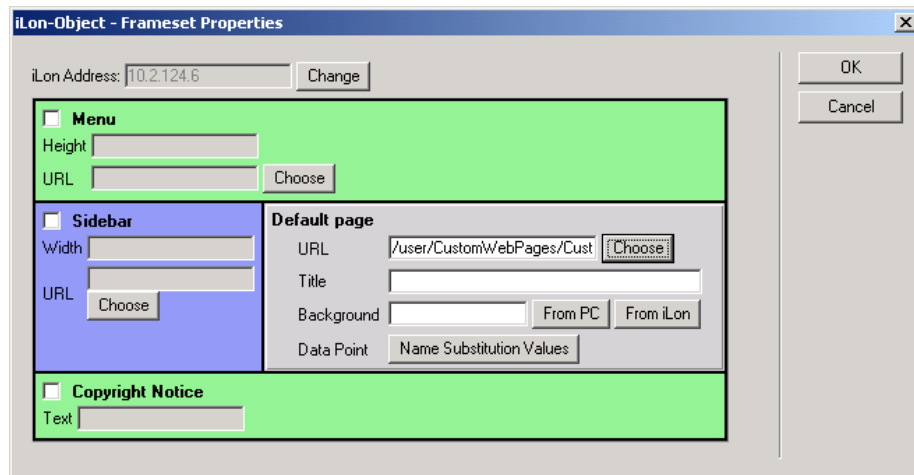 iLon-Object - Frameset Properties
iLon Address: 10.2.124.6 Change
OK
Cancel
Menu
Height
URL Choose
Sidebar
Width
URL
Choose
Default page
URL /user/CustomWebPages/Cust Choose
Title
Background From PC From iLon
Data Point Name Substitution Values
Copyright Notice
Text